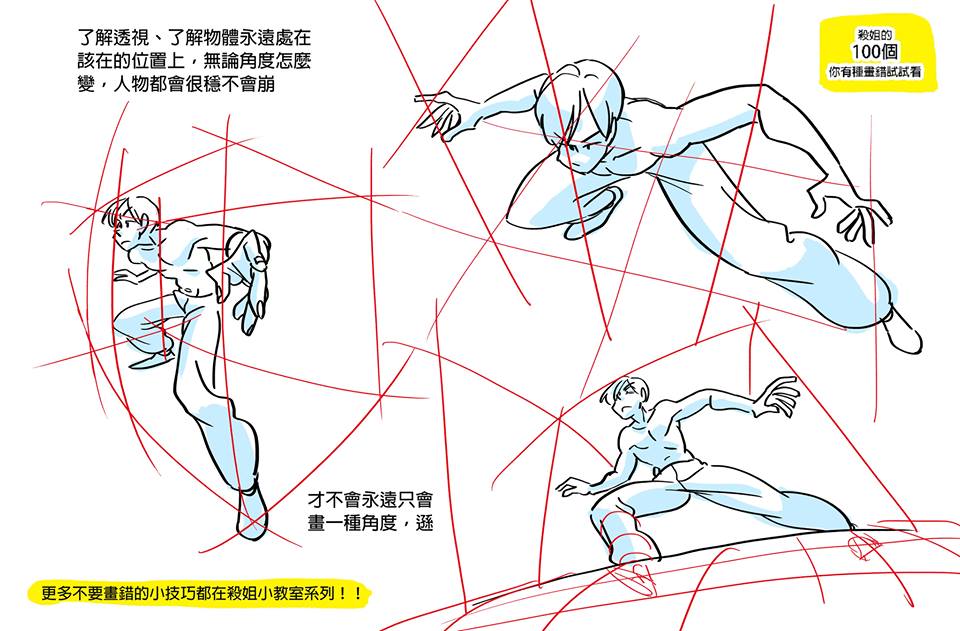 了解透視、了解物體永遠處在
該在的位置上，無論角度怎麼
變，人物都會很穩不會崩
殺姐的
100個
你有種畫錯試試看
才不會永遠只會
畫一種角度，遜
更多不要畫錯的小技巧都在殺姐小教室系列！！